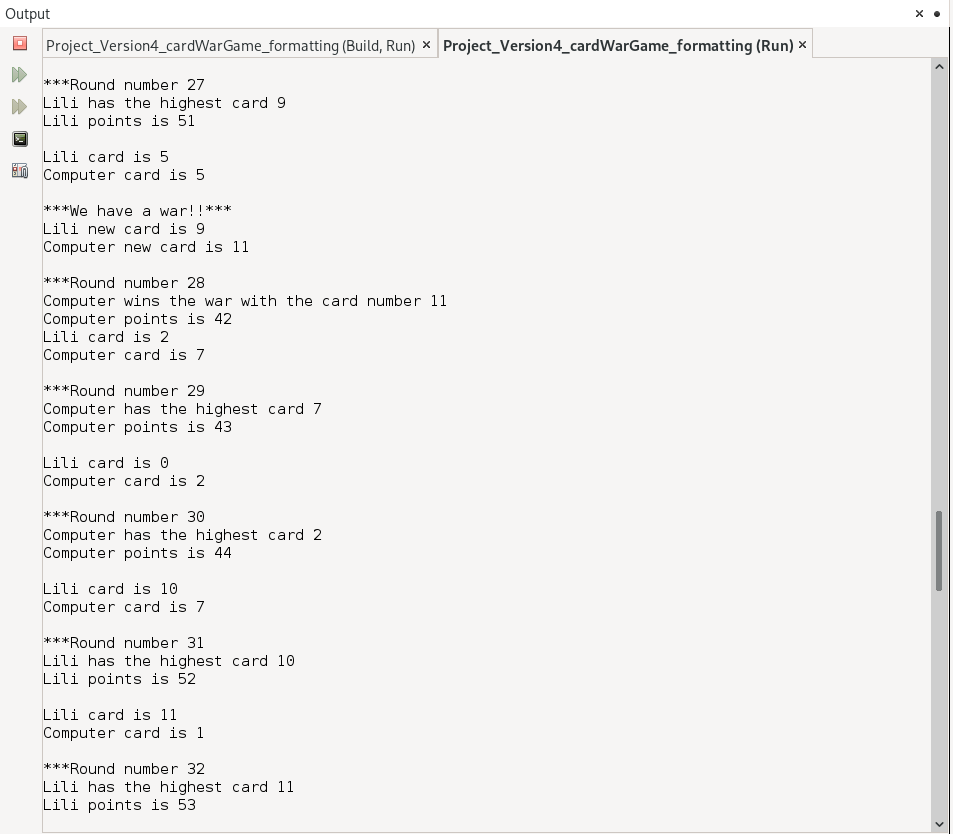 Output
Project_Version4_cardWarGame_formatting (Build, Run) Project_Version4_cardWarGame_formatting (Run)
***Round number 27
Lili has the highest card 9
Lili points is 51
Lili card is 5
Computer card is 5
***We have a war!!***
Lili new card is 9
Computer new card is 11
***Round number 28
Computer wins the war with the card number 11
Computer points is 42
Lili card is 2
Computer card is 7
***Round number 29
Computer has the highest card 7
Computer points is 43
Lili card is 0
Computer card is 2
***Round number 30
Computer has the highest card 2
Computer points is 44
Lili card is 10
Computer card is 7
***Round number 31
Lili has the highest card 10
Lili points is 52
Lili card is 11
Computer card is 1
***Round number 32
Lili has the highest card 11
Lili points is 53